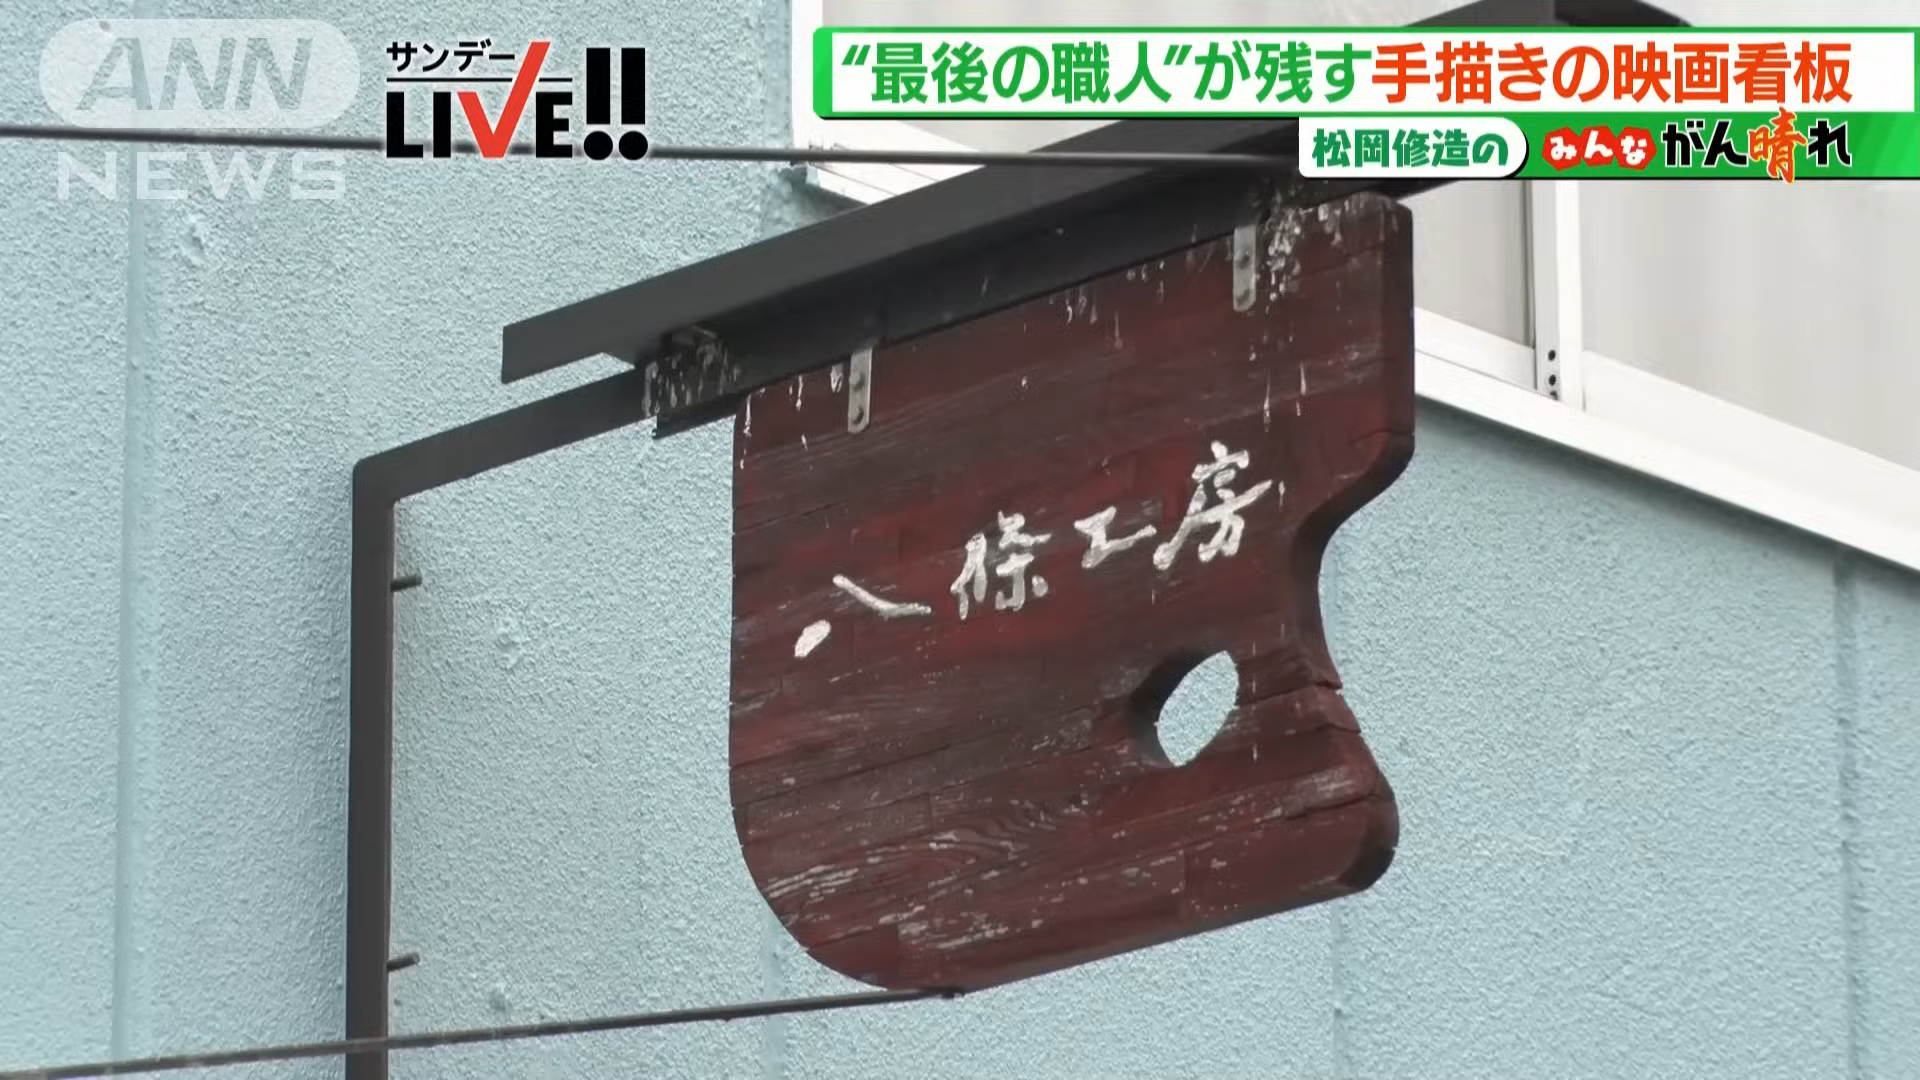 ANN
NEWS
サンデー
LIVE!!
“最後の職人”が残す手描きの映画看板
松岡修造の みんながん晴れ
八條工房